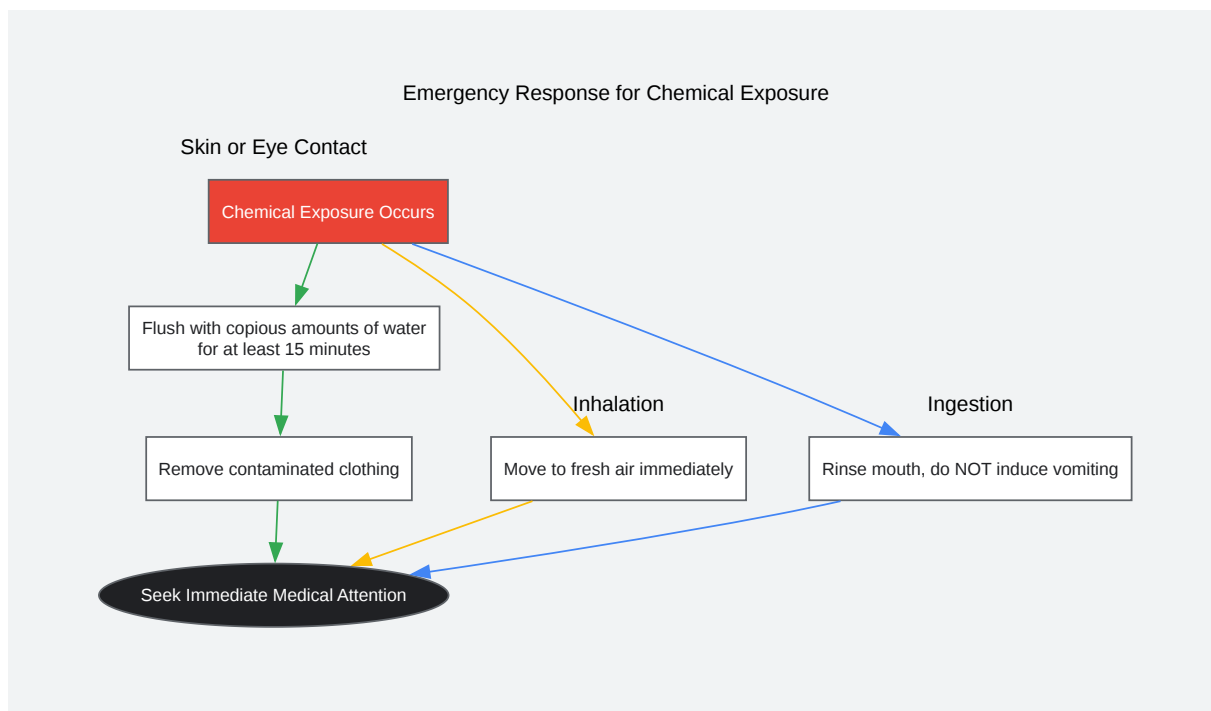 Emergency Response for Chemical Exposure
Skin or Eye Contact
Chemical Exposure Occurs
Flush with copious amounts of water
for at least 15 minutes
Inhalation
Ingestion
Remove contaminated clothing
Move to fresh air immediately
Rinse mouth, do NOT induce vomiting
Seek Immediate Medical Attention